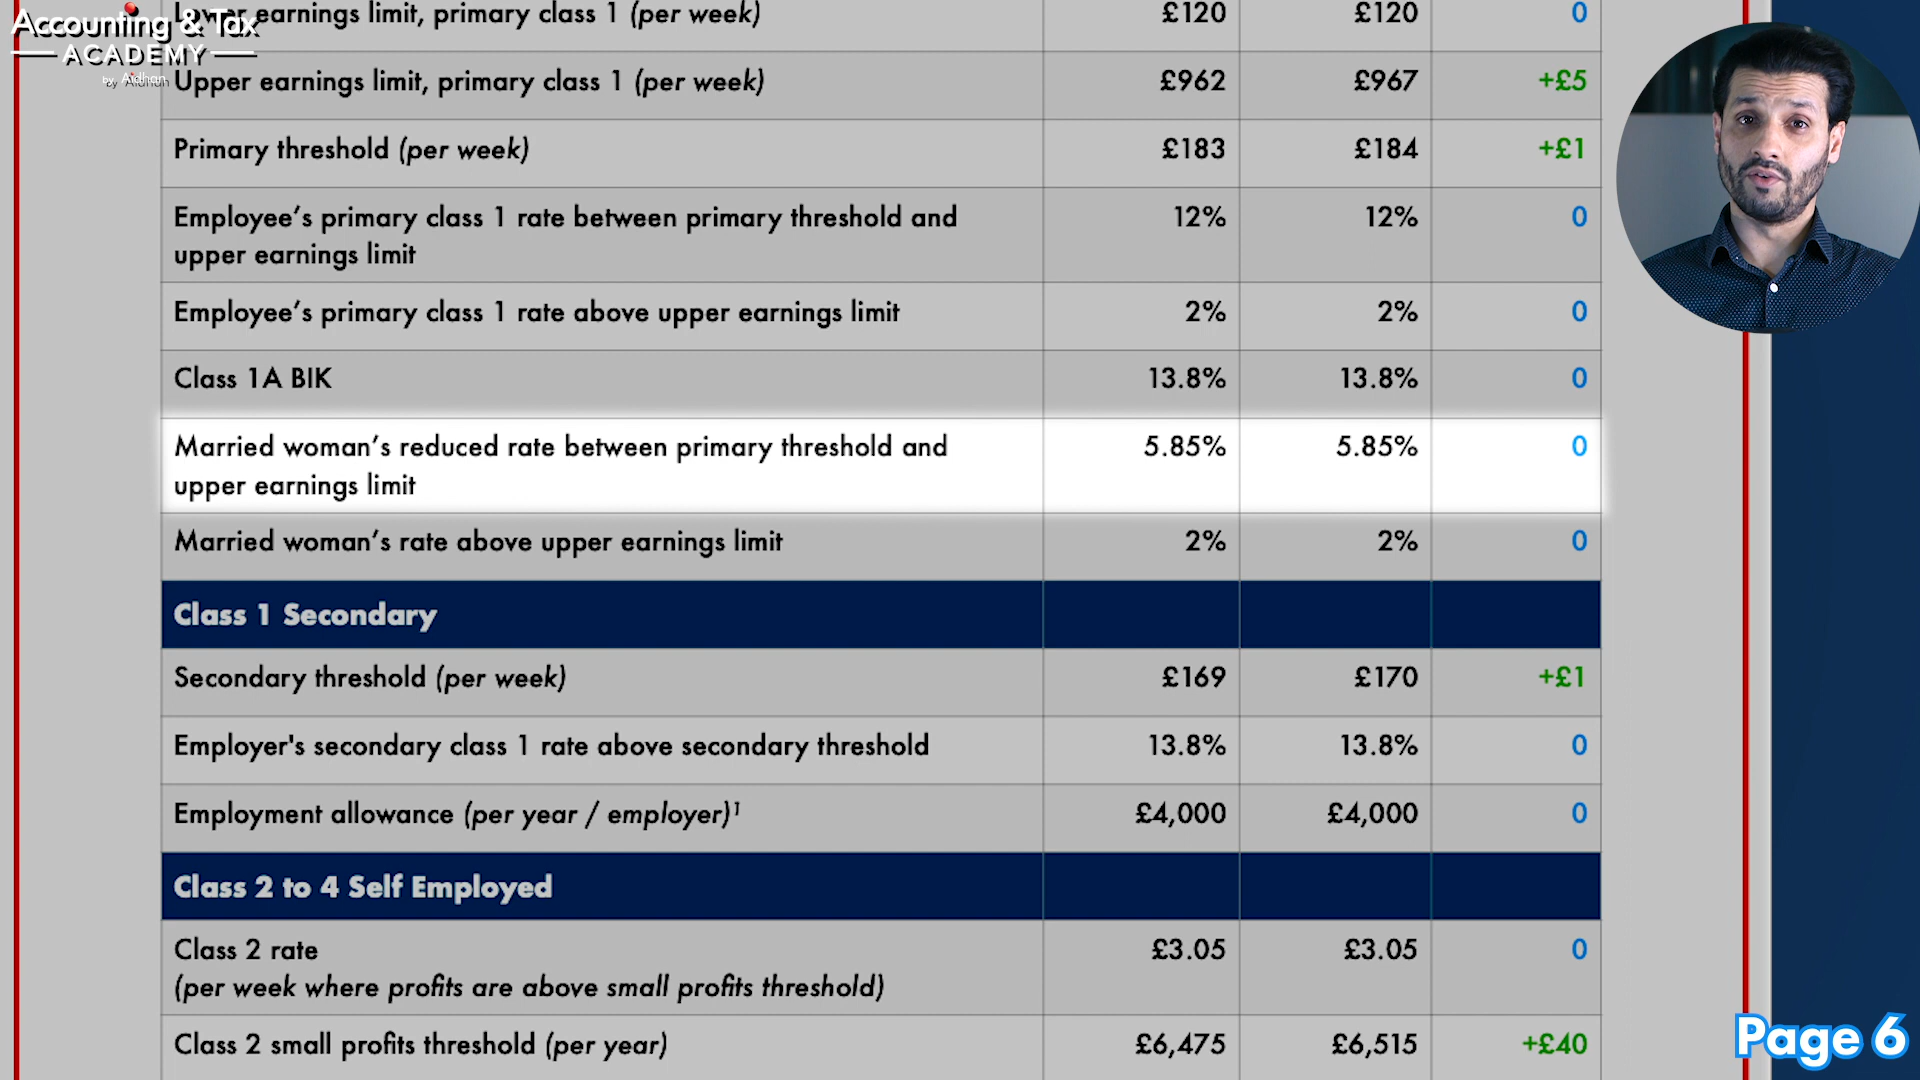 Accounting & Tax
ACADEMY
by Aidhan
Lower earnings limit, primary class 1 (per week) £120 £120 0
Upper earnings limit, primary class 1 (per week) £962 £967 +£5
Primary threshold (per week) £183 £184 +£1
Employee’s primary class 1 rate between primary threshold and 12% 12% 0
upper earnings limit
Employee’s primary class 1 rate above upper earnings limit 2% 2% 0
Class 1A BIK 13.8% 13.8% 0
Married woman’s reduced rate between primary threshold and 5.85% 5.85% 0
upper earnings limit
Married woman’s rate above upper earnings limit 2% 2% 0
Class 1 Secondary
Secondary threshold (per week) £169 £170 +£1
Employer's secondary class 1 rate above secondary threshold 13.8% 13.8% 0
Employment allowance (per year / employer)¹ £4,000 £4,000 0
Class 2 to 4 Self Employed
Class 2 rate £3.05 £3.05 0
(per week where profits are above small profits threshold)
Class 2 small profits threshold (per year) £6,475 £6,515 +£40
Page 6